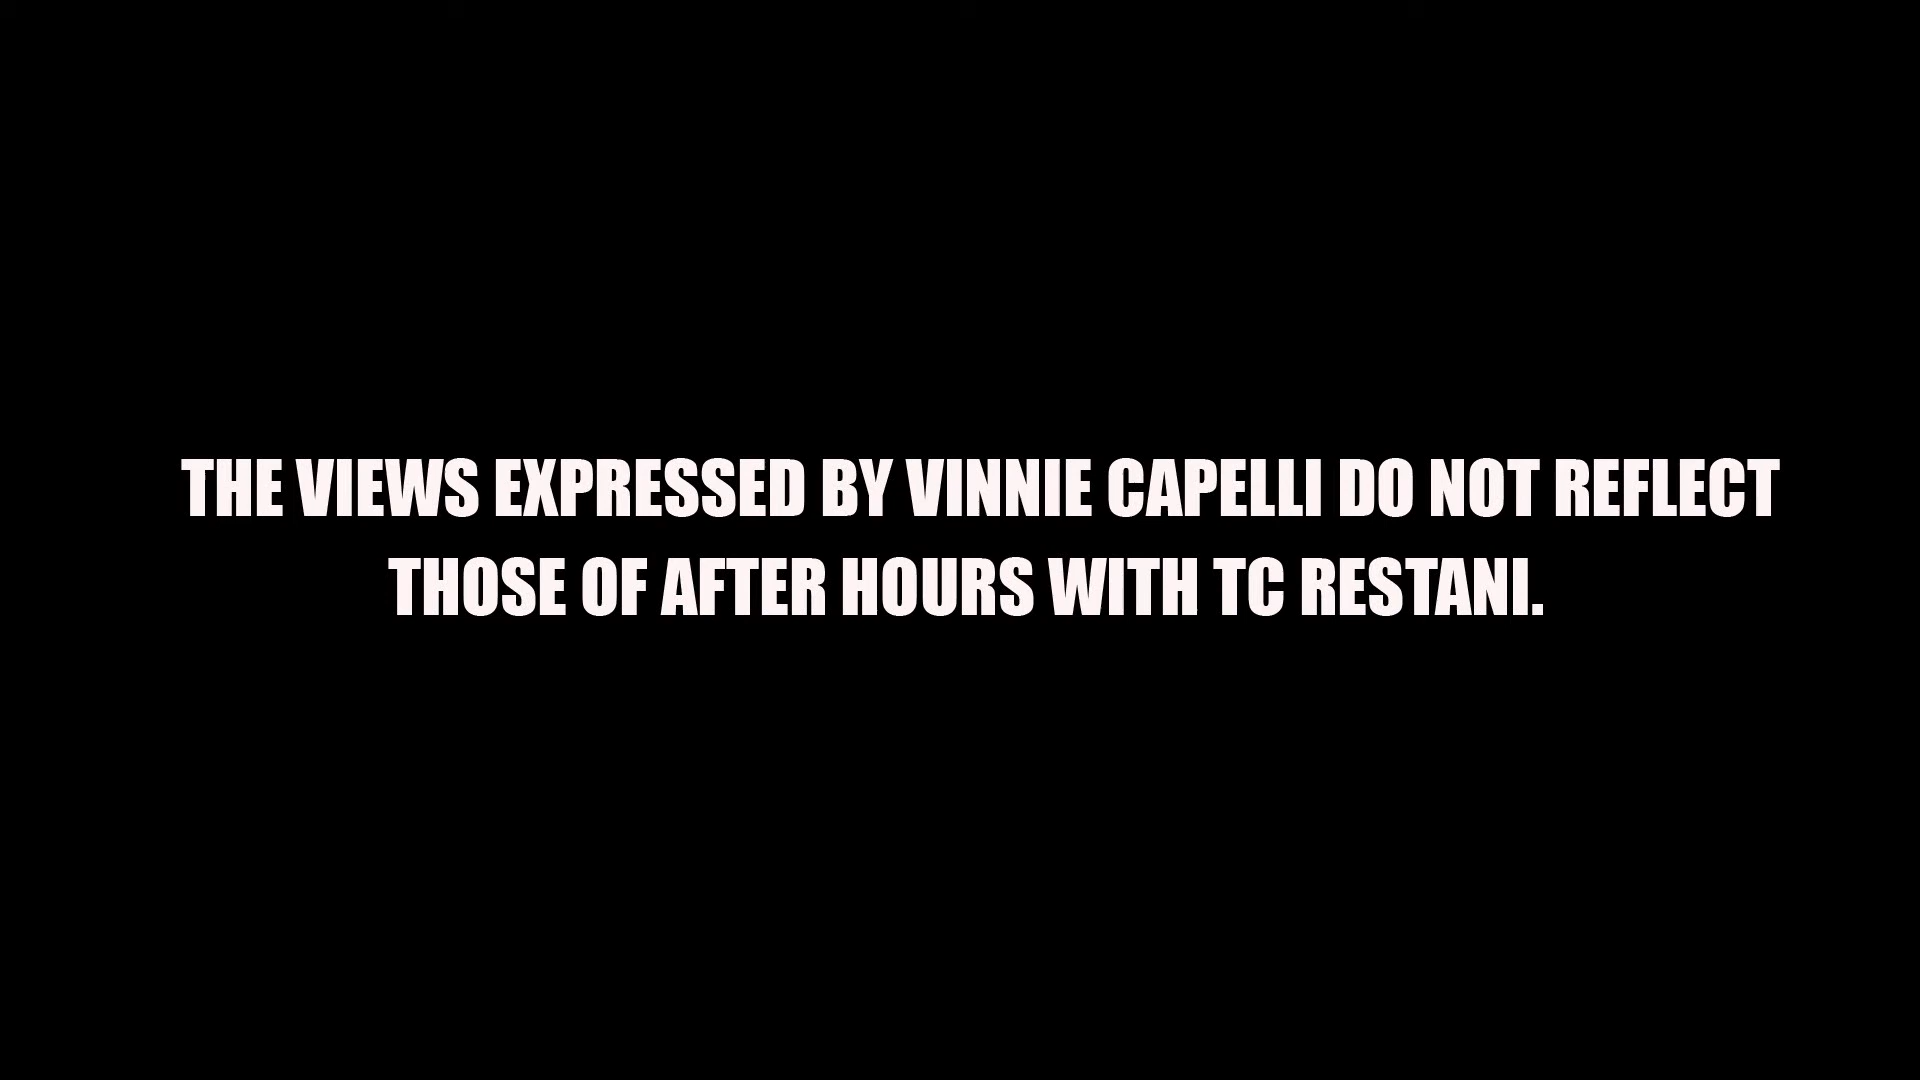 THE VIEWS EXPRESSED BY VINNIE CAPELLI DO NOT REFLECT
THOSE OF AFTER HOURS WITH TC RESTANI.